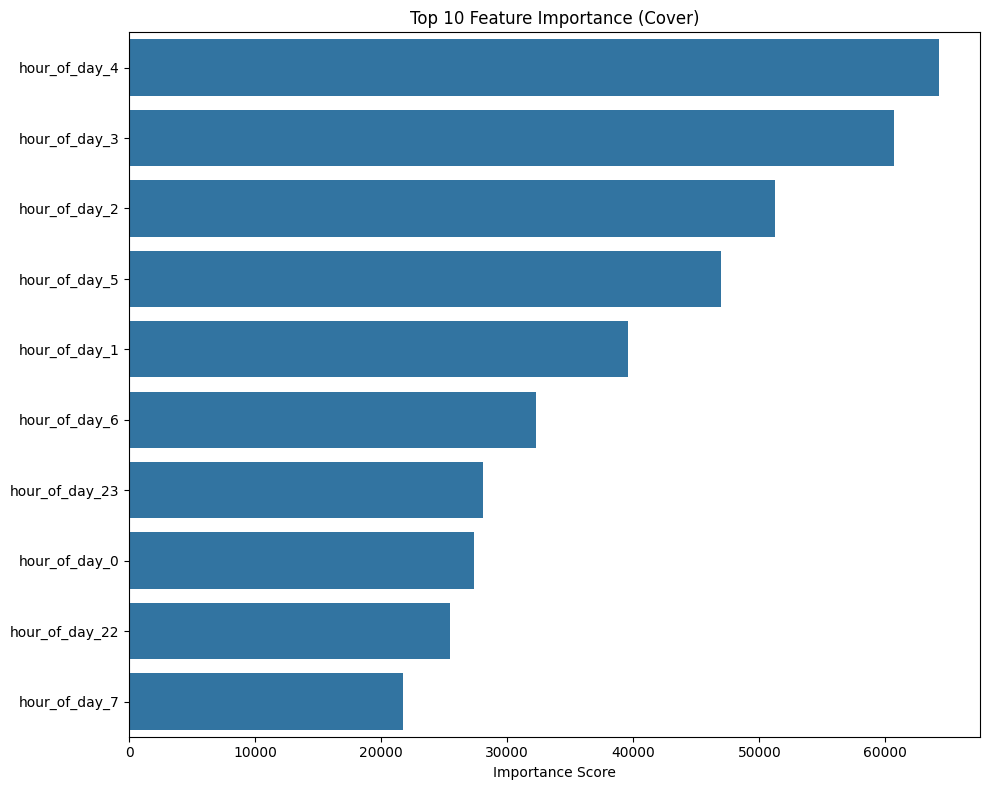 Top 10 Feature Importance (Cover)
hour_of_day_4
hour_of_day_3
hour_of_day_2
hour_of_day_5
hour_of_day_1
hour_of_day_6
hour_of_day_23
hour_of_day_0
hour_of_day_22
hour_of_day_7
0 10000 20000 30000 40000 50000 60000
Importance Score